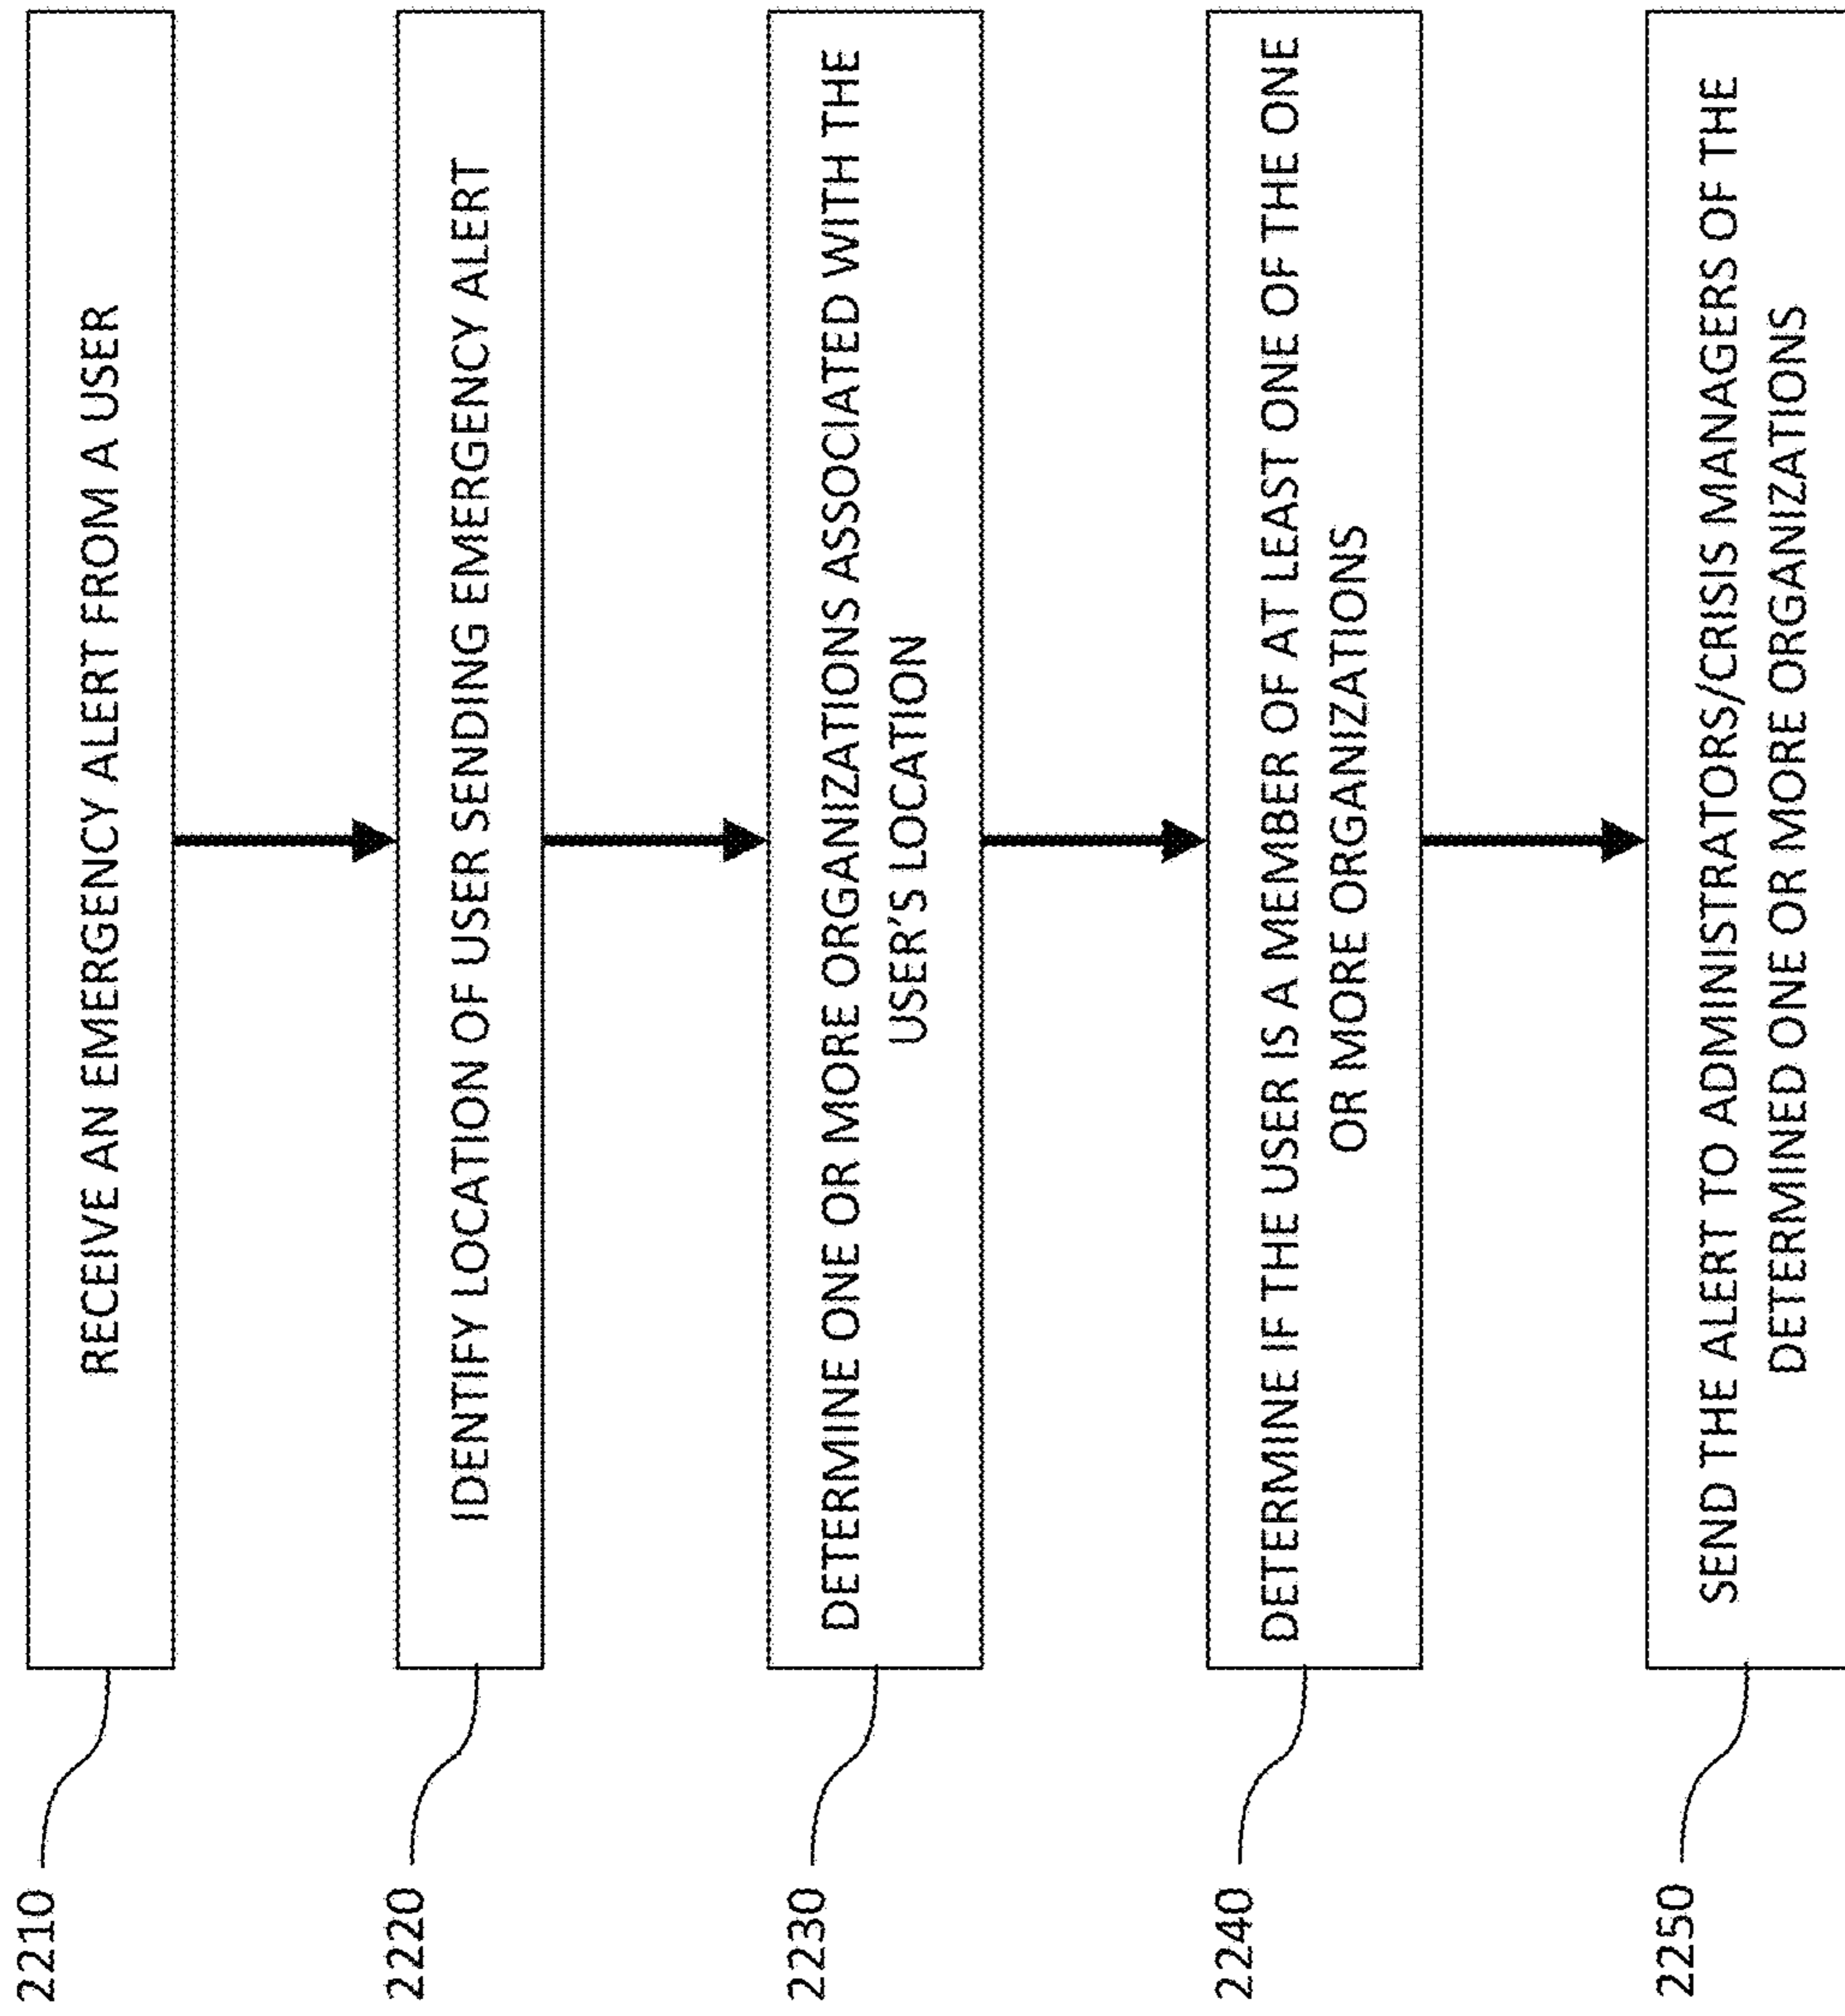 2210
RECEIVE AN EMERGENCY ALERT FROM A USER
2220
IDENTIFY LOCATION OF USER SENDING EMERGENCY ALERT
2230
DETERMINE ONE OR MORE ORGANIZATIONS ASSOCIATED WITH THE
USER'S LOCATION
2240
DETERMINE IF THE USER IS A MEMBER OF AT LEAST ONE OF THE ONE
OR MORE ORGANIZATIONS
2250
SEND THE ALERT TO ADMINISTRATORS/CRISIS MANAGERS OF THE
DETERMINED ONE OR MORE ORGANIZATIONS